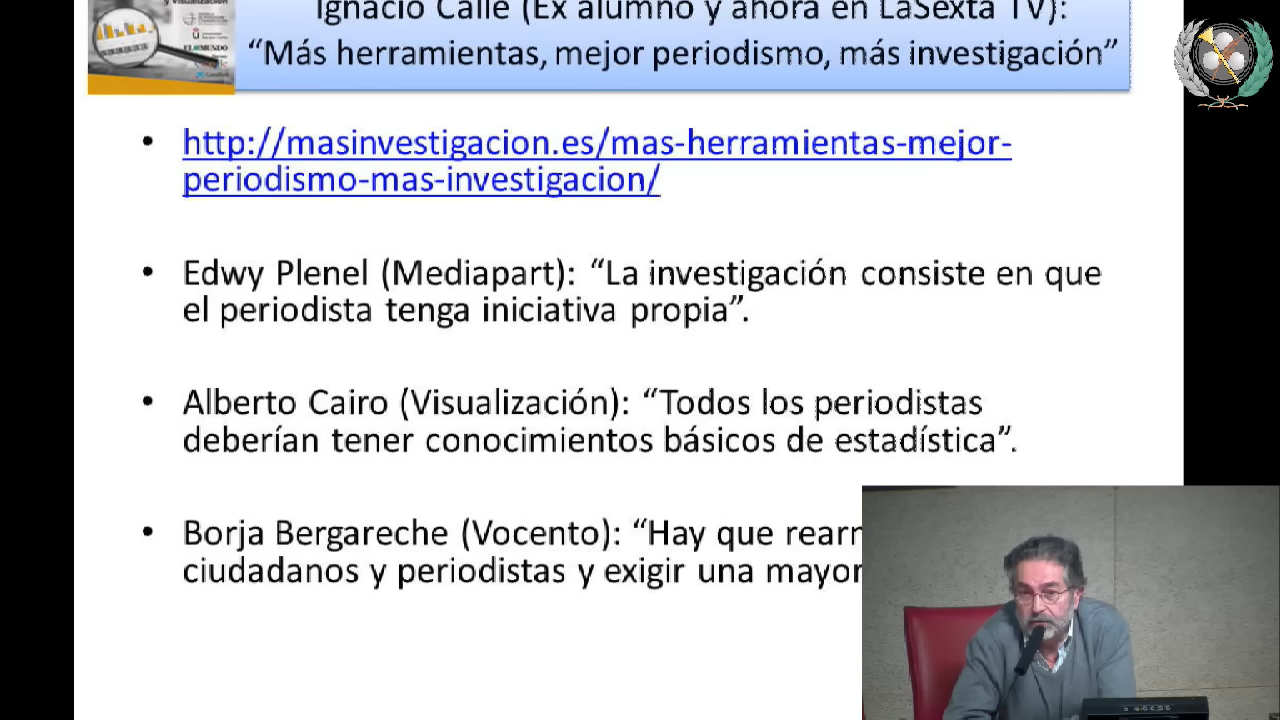 y Visualización
EL MUNDO
Ignacio Calle (Ex alumno y ahora en LaSexta TV):
“Más herramientas, mejor periodismo, más investigación”
• http://masinvestigacion.es/mas-herramientas-mejor-
periodismo-mas-investigacion/
• Edwy Plenel (Mediapart): “La investigación consiste en que
el periodista tenga iniciativa propia”.
• Alberto Cairo (Visualización): “Todos los periodistas
deberían tener conocimientos básicos de estadística”.
• Borja Bergareche (Vocento): “Hay que
ciudadanos y periodistas y exigir una mayor